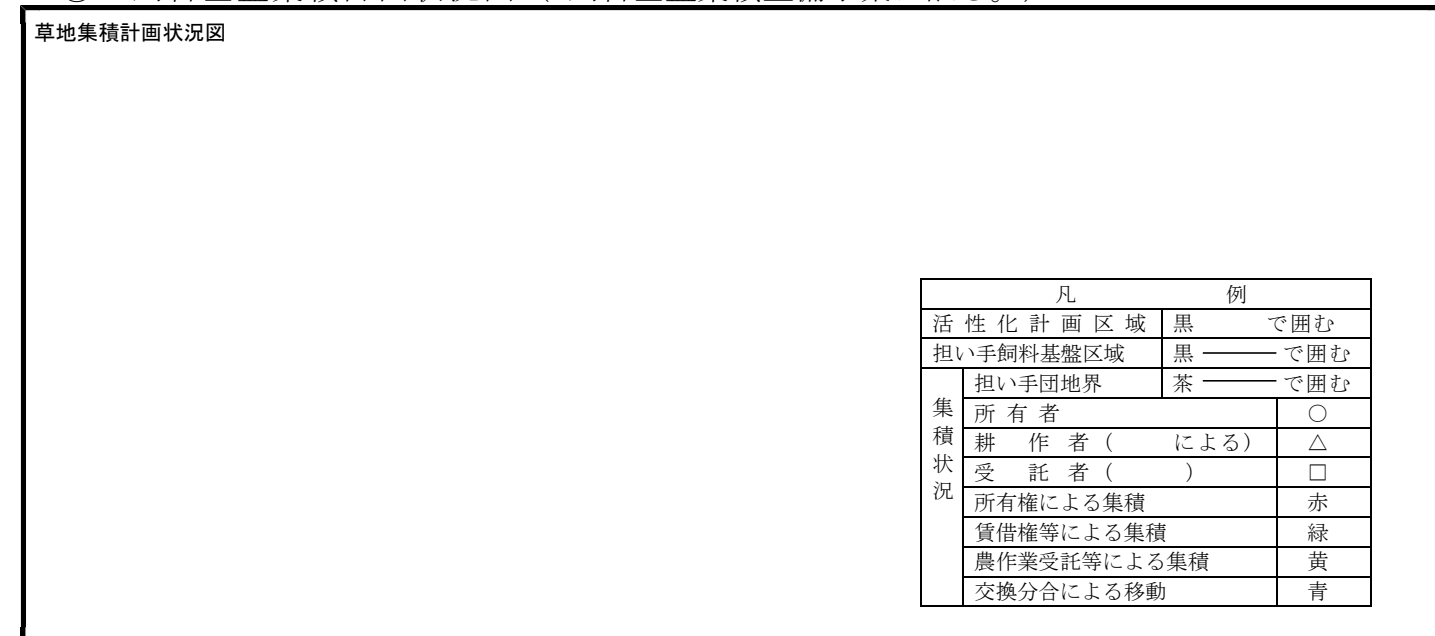 草地集積計画状況図
凡 例
活性化計画区域 黒 で囲む
担い手飼料基盤区域 黒 ――― で囲む
集積状況
担い手団地界 茶 ――― で囲む
所有者 ○
耕作者( による) △
受託者( ) □
所有権による集積 赤
賃借権等による集積 緑
農作業受託等による集積 黄
交換分合による移動 青